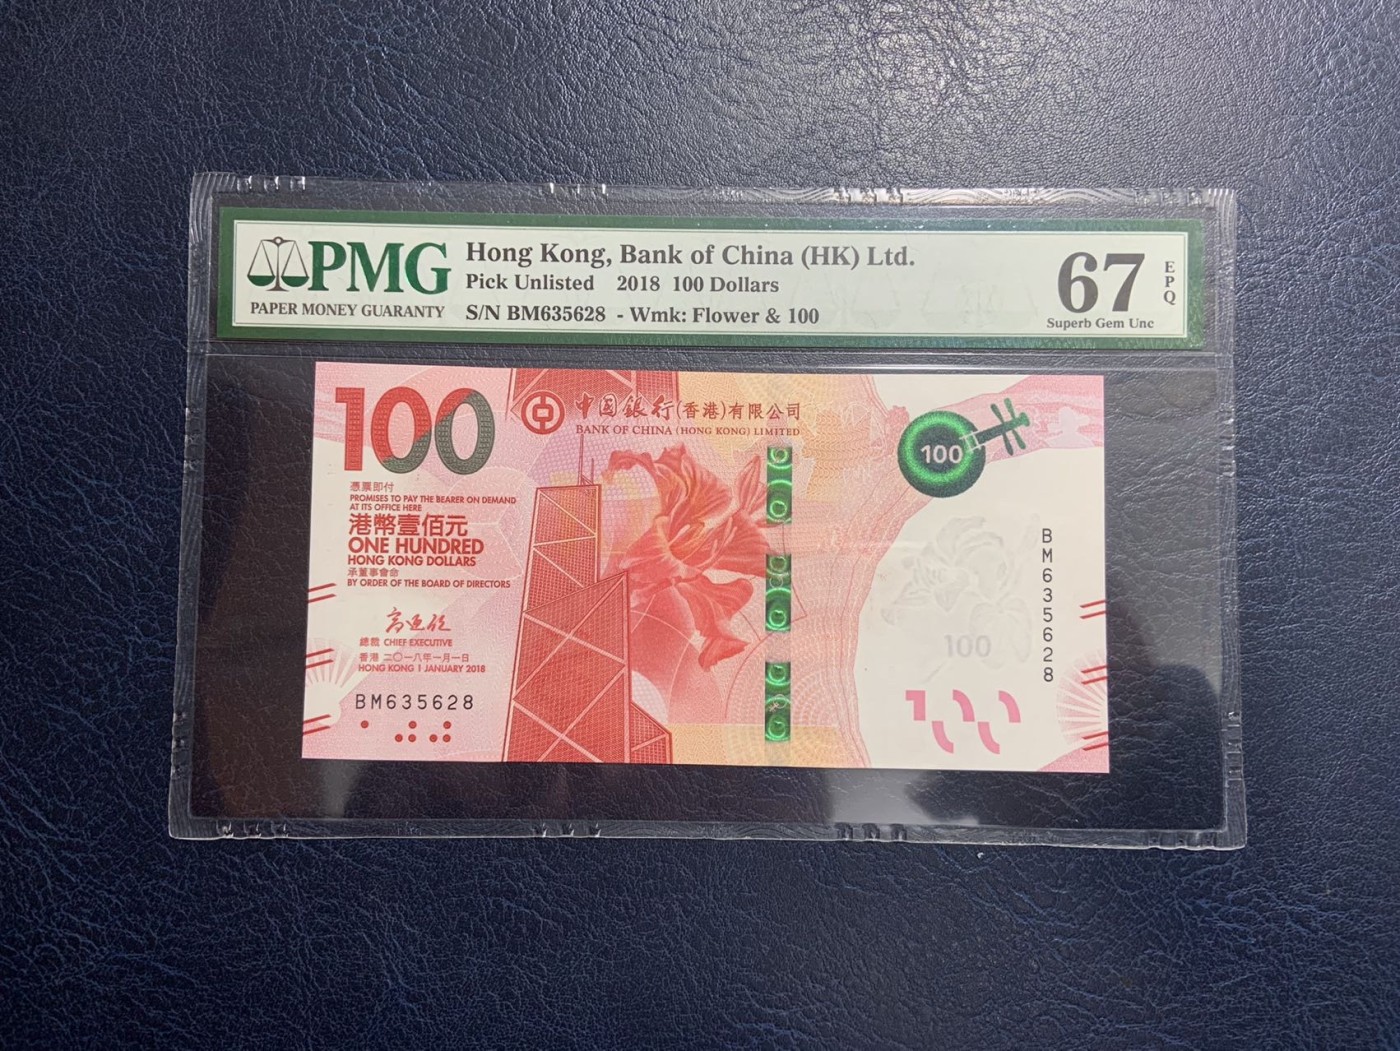 PMG
PAPER MONEY GUARANTY
Hong Kong, Bank of China (HK) Ltd.
Pick Unlisted 2018 100 Dollars
S/N BM635628 - Wmk: Flower & 100
67
EPQ
Superb Gem Unc
100
中國銀行(香港)有限公司
BANK OF CHINA (HONG KONG) LIMITED
憑票即付
PROMISES TO PAY THE BEARER ON DEMAND
AT ITS OFFICE HERE
港幣壹佰元
ONE HUNDRED
HONG KONG DOLLARS
承董事會命
BY ORDER OF THE BOARD OF DIRECTORS
高迎欣
總裁 CHIEF EXECUTIVE
香港 二〇一八年一月一日
HONG KONG 1 JANUARY 2018
BM635628
100
BM635628
100
100